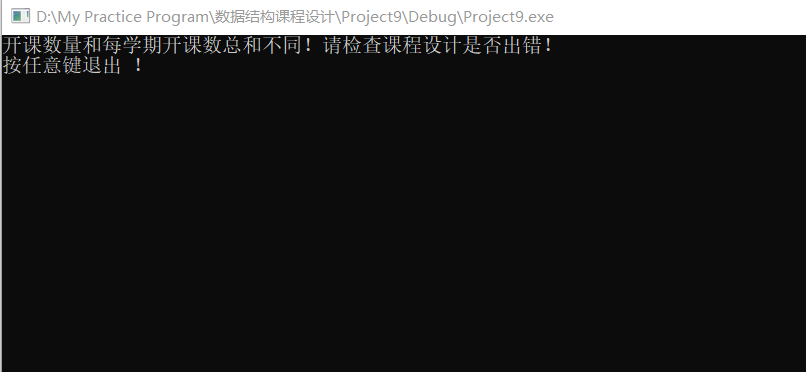 D:\My Practice Program\数据结构课程设计\Project9\Debug\Project9.exe
开课数量和每学期开课数总和不同！请检查课程设计是否出错！
按任意键退出 ！